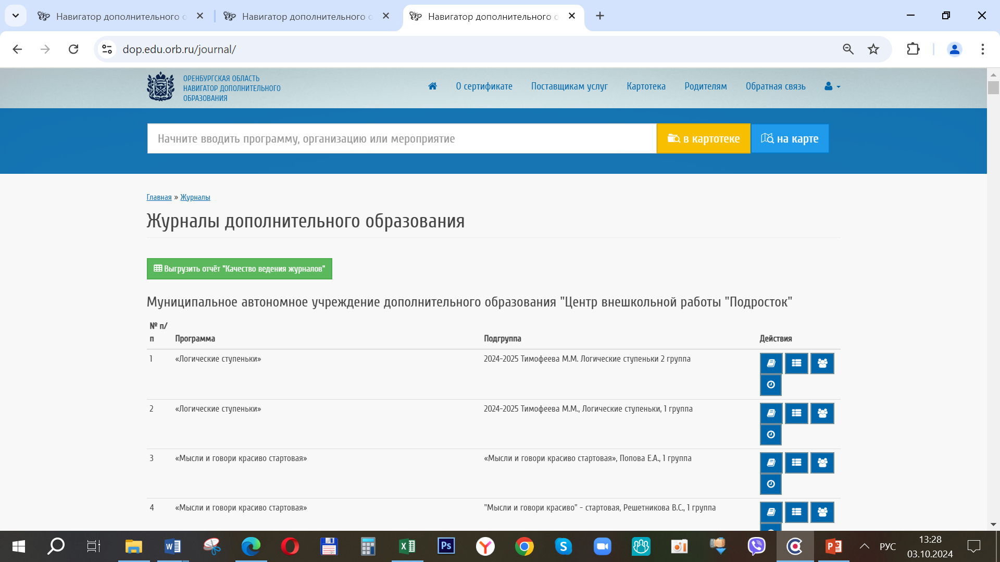 Навигатор дополнительного о
Навигатор дополнительного о
Навигатор дополнительного о
dop.edu.orb.ru/journal/
ОРЕНБУРГСКАЯ ОБЛАСТЬ
НАВИГАТОР ДОПОЛНИТЕЛЬНОГО
ОБРАЗОВАНИЯ
О сертификате
Поставщикам услуг
Картотека
Родителям
Обратная связь
Начните вводить программу, организацию или мероприятие
в картотеке
на карте
Главная » Журналы
Журналы дополнительного образования
Выгрузить отчёт "Качество ведения журналов"
Муниципальное автономное учреждение дополнительного образования "Центр внешкольной работы "Подросток"
№ п/
п Программа Подгруппа Действия
1 «Логические ступеньки» 2024-2025 Тимофеева М.М. Логические ступеньки 2 группа
2 «Логические ступеньки» 2024-2025 Тимофеева М.М., Логические ступеньки, 1 группа
3 «Мысли и говори красиво стартовая» «Мысли и говори красиво стартовая», Попова Е.А., 1 группа
4 «Мысли и говори красиво стартовая» "Мысли и говори красиво" - стартовая, Решетникова В.С., 1 группа
РУС
13:28
03.10.2024